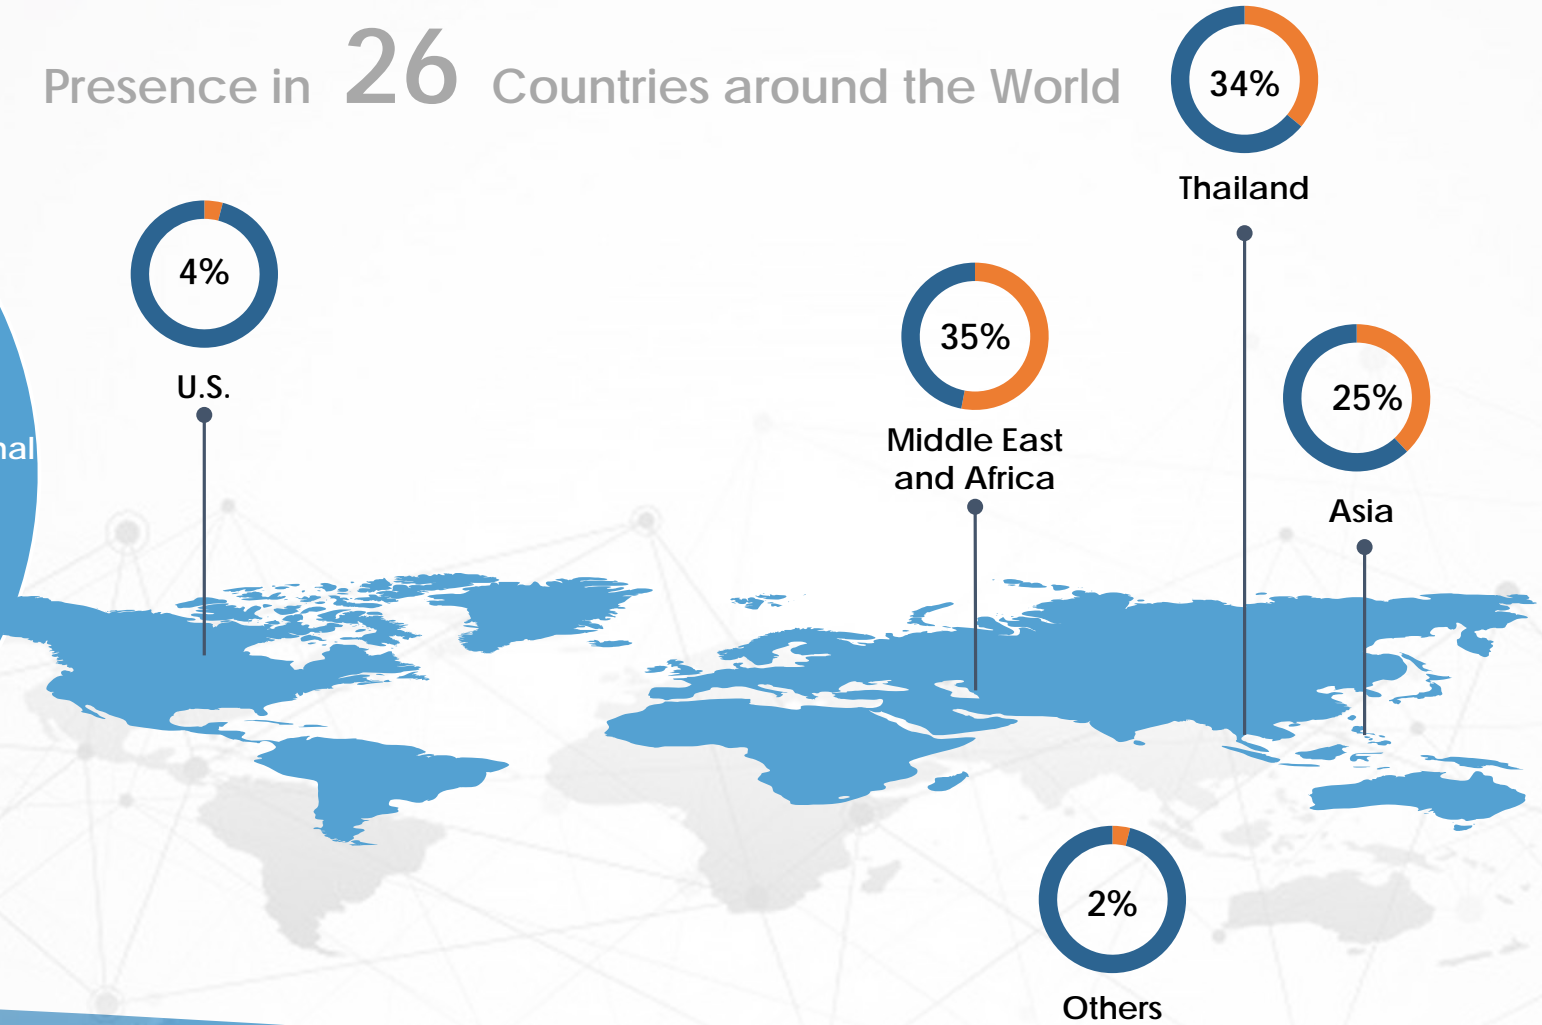 Presence in 26 Countries around the World
34%
Thailand
4%
U.S.
35%
Middle East
and Africa
25%
Asia
nal
2%
Others